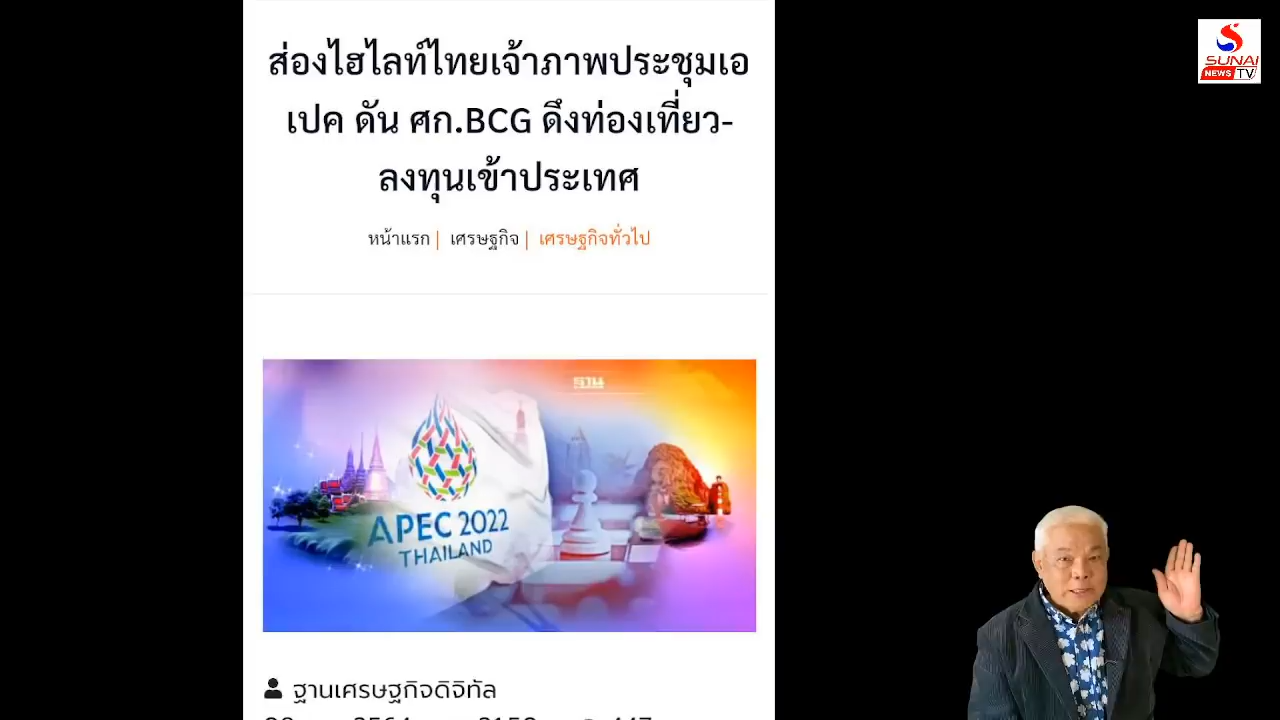 ส่องไฮไลท์ไทยเจ้าภาพประชุมเอ
เปค ดัน ศก.BCG ดึงท่องเที่ยว-
ลงทุนเข้าประเทศ
หน้าแรก | เศรษฐกิจ | เศรษฐกิจทั่วไป
ฐาน
APEC 2022
THAILAND
ฐานเศรษฐกิจดิจิทัล
SUNAI
NEWS TV